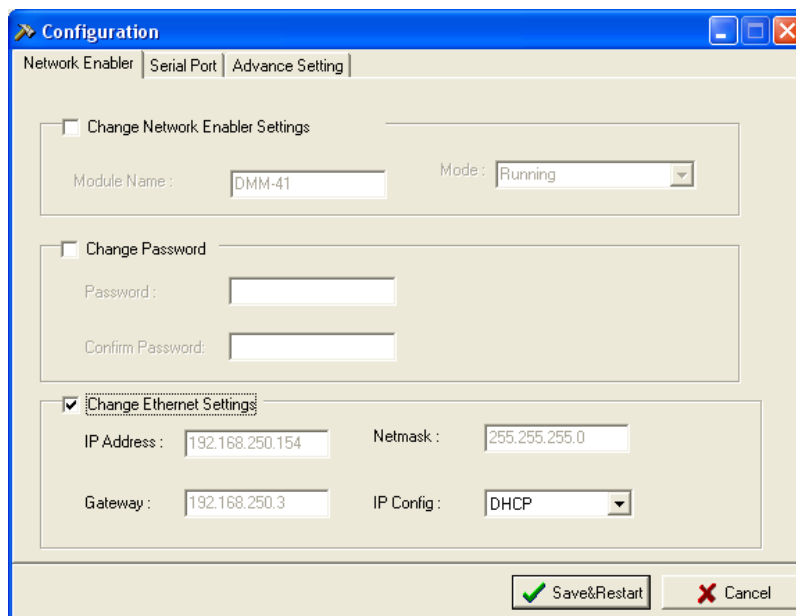 Configuration
Network Enabler Serial Port Advance Setting
Change Network Enabler Settings
Module Name : DMM-41 Mode : Running
Change Password
Password :
Confirm Password:
Change Ethernet Settings
IP Address : 192.168.250.154 Netmask : 255.255.255.0
Gateway : 192.168.250.3 IP Config : DHCP
Save&Restart Cancel